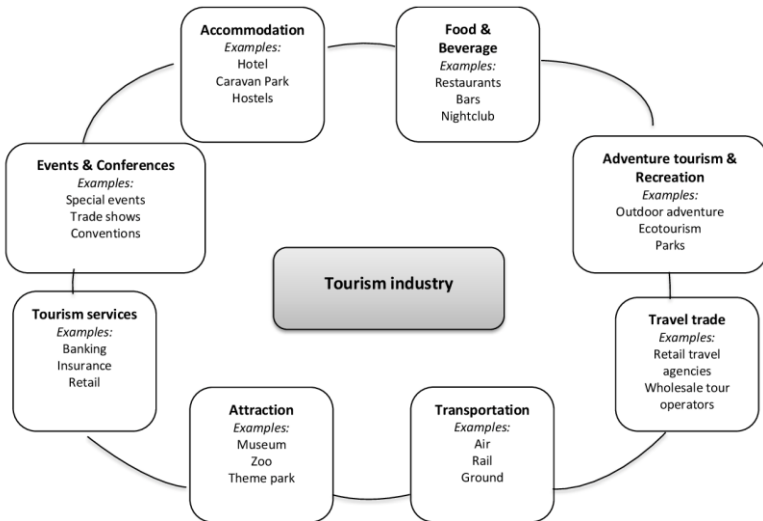 Accommodation
Examples:
Hotel
Caravan Park
Hostels
Food &
Beverage
Examples:
Restaurants
Bars
Nightclub
Events & Conferences
Examples:
Special events
Trade shows
Conventions
Adventure tourism &
Recreation
Examples:
Outdoor adventure
Ecotourism
Parks
Tourism industry
Tourism services
Examples:
Banking
Insurance
Retail
Travel trade
Examples:
Retail travel
agencies
Wholesale tour
operators
Attraction
Examples:
Museum
Zoo
Theme park
Transportation
Examples:
Air
Rail
Ground